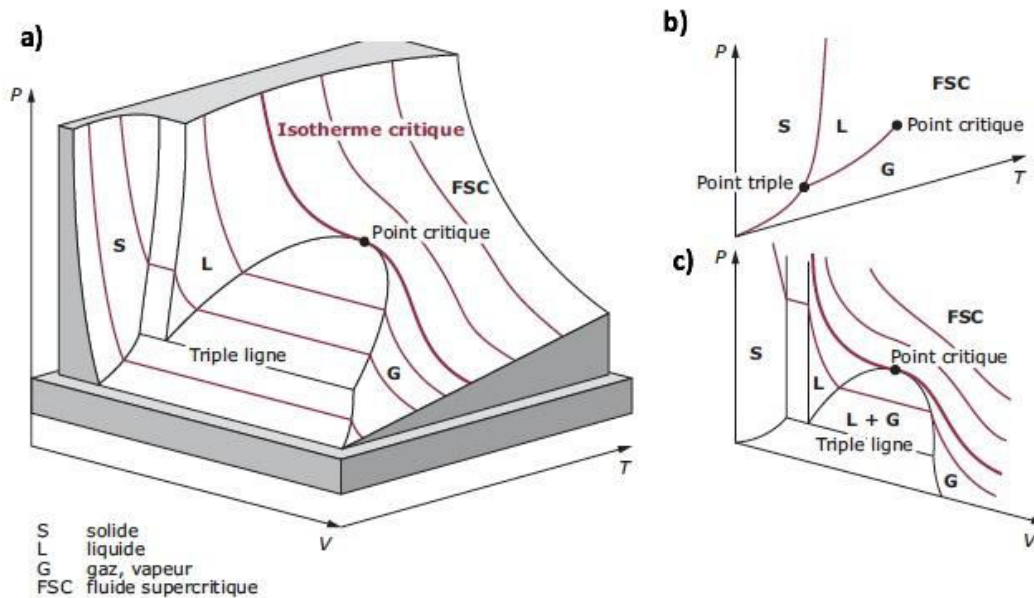 a)
P
Isotherme critique
FSC
Point critique
S
L
Triple ligne
G
T
V
S solide
L liquide
G gaz, vapeur
FSC fluide supercritique
b)
P
FSC
S
L
Point critique
Point triple
G
T
c)
P
FSC
S
Point critique
L
L + G
Triple ligne
G
V